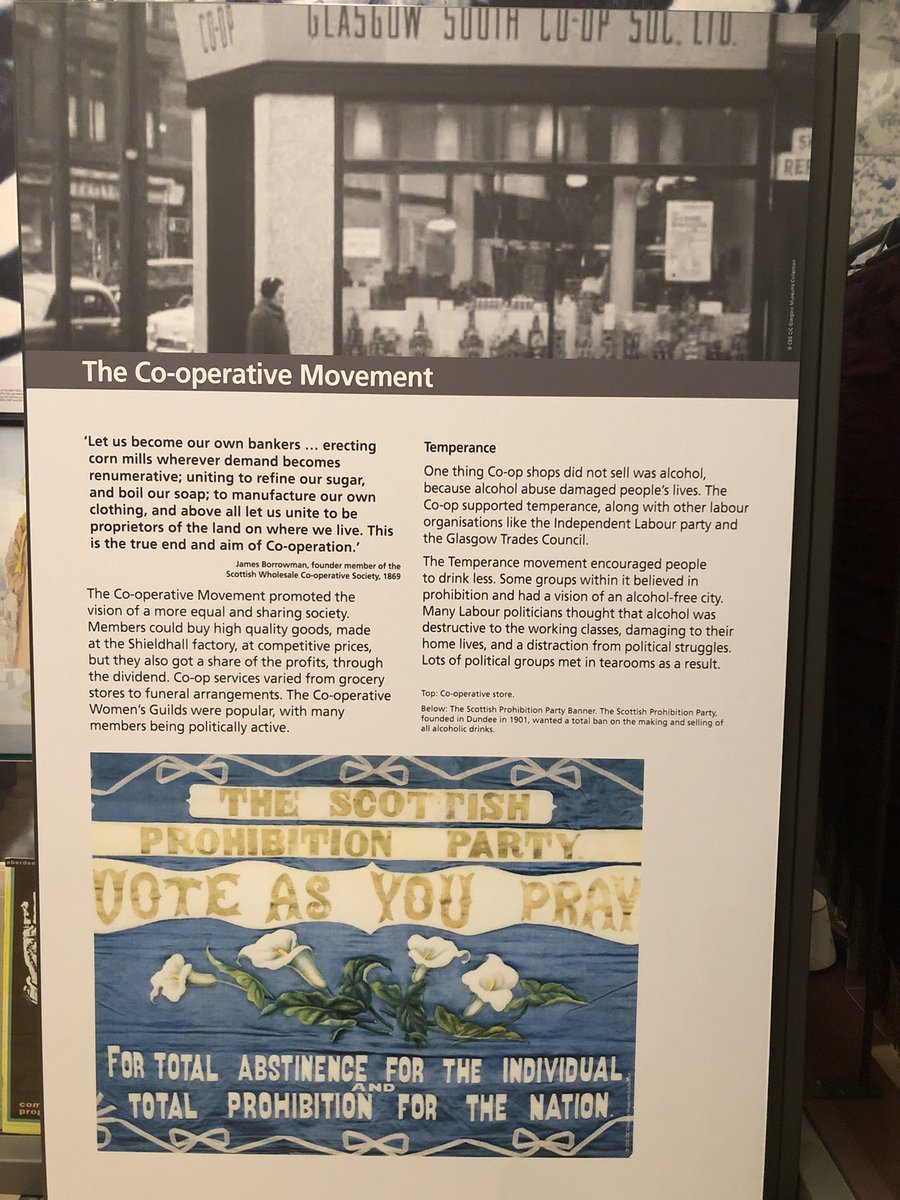 CO-OP
GLASGOW SOUTH CO-OP SOC. LTD.
The Co-operative Movement
‘Let us become our own bankers … erecting
corn mills wherever demand becomes
renumerative; uniting to refine our sugar,
and boil our soap; to manufacture our own
clothing, and above all let us unite to be
proprietors of the land on where we live. This
is the true end and aim of Co-operation.’
James Borrowman, founder member of the
Scottish Wholesale Co-operative Society, 1869
The Co-operative Movement promoted the
vision of a more equal and sharing society.
Members could buy high quality goods, made
at the Shieldhall factory, at competitive prices,
but they also got a share of the profits, through
the dividend. Co-op services varied from grocery
stores to funeral arrangements. The Co-operative
Women’s Guilds were popular, with many
members being politically active.
Temperance
One thing Co-op shops did not sell was alcohol,
because alcohol abuse damaged people’s lives. The
Co-op supported temperance, along with other labour
organisations like the Independent Labour party and
the Glasgow Trades Council.
The Temperance movement encouraged people
to drink less. Some groups within it believed in
prohibition and had a vision of an alcohol-free city.
Many Labour politicians thought that alcohol was
destructive to the working classes, damaging to their
home lives, and a distraction from political struggles.
Lots of political groups met in tearooms as a result.
Top: Co-operative store.
Below: The Scottish Prohibition Party Banner. The Scottish Prohibition Party,
founded in Dundee in 1901, wanted a total ban on the making and selling of
all alcoholic drinks.
THE SCOTTISH
PROHIBITION PARTY.
VOTE AS YOU PRAY
FOR TOTAL ABSTINENCE FOR THE INDIVIDUAL
AND
TOTAL PROHIBITION FOR THE NATION.
© CSG CIC Glasgow Museums Collection